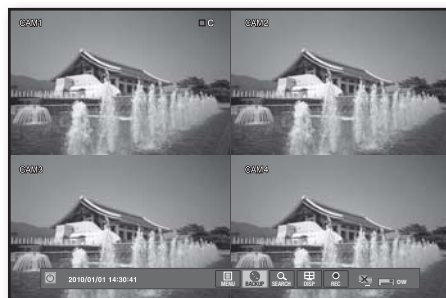 CAM1
C
CAM2
CAM3
CAM4
2010/01/01 14:30:41
MENU
BACKUP
SEARCH
DISP
REC
OW